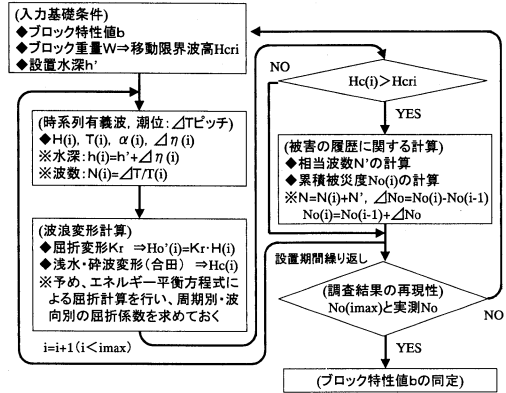 (入力基礎条件)
◆ブロック特性値b
◆ブロック重量W⇒移動限界波高Hcri
◆設置水深h’
(時系列有義波,潮位:⊿Tピッチ)
◆H(i), T(i), α(i), ⊿η(i)
※水深:h(i)=h’+⊿η(i)
※波数:N(i)=⊿T/T(i)
(波浪変形計算)
◆屈折変形Kr ⇒Ho’(i)=Kr・H(i)
◆浅水・砕波変形(合田) ⇒Hc(i)
※予め、エネルギー平衡方程式に
よる屈折計算を行い、周期別・波
向別の屈折係数を求めておく
i=i+1(i<imax)
NO
Hc(i)>Hcri
YES
(被害の履歴に関する計算)
◆相当波数N’の計算
◆累積被災度No(i)の計算
※N=N(i)+N’, ⊿No=No(i)-No(i-1)
No(i)=No(i-1)+⊿No
設置期間繰り返し
(調査結果の再現性)
No(imax)と実測No
NO
YES
(ブロック特性値bの同定)